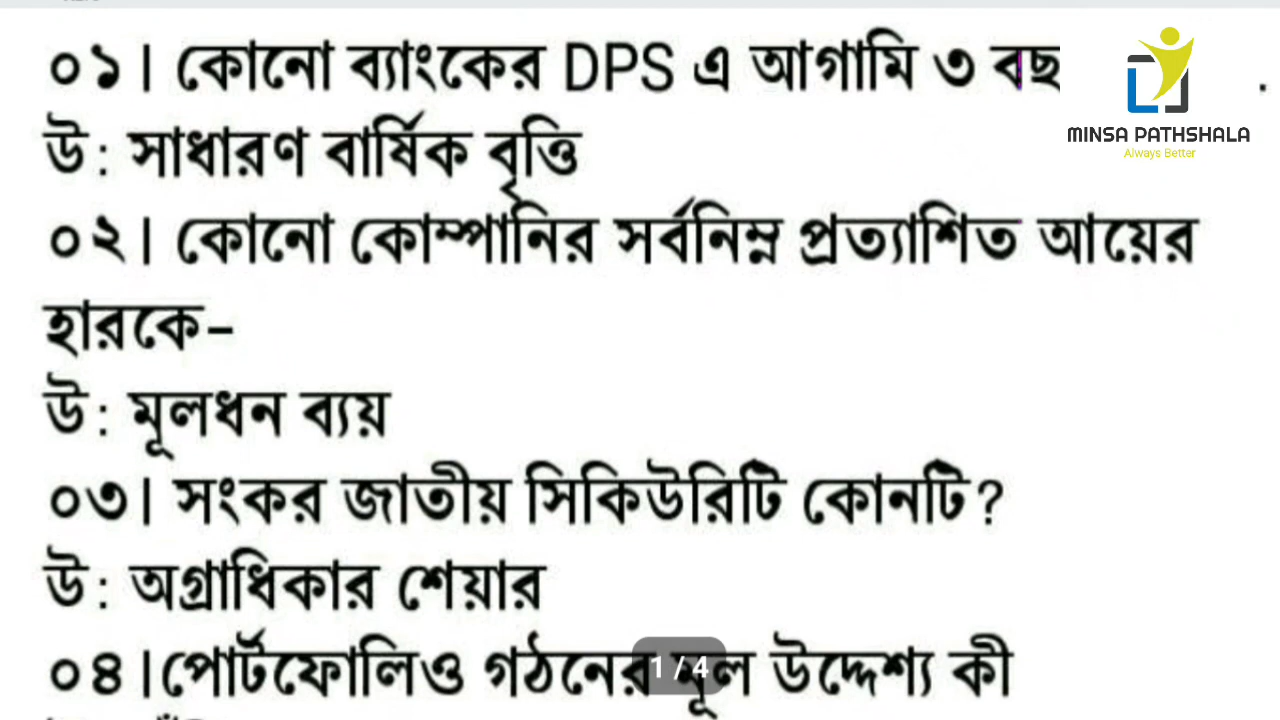 ০১। কোনো ব্যাংকের DPS এ আগামি ৩ বছ
MINSA PATHSHALA
Always Better
উ: সাধারণ বার্ষিক বৃত্তি
০২। কোনো কোম্পানির সর্বনিম্ন প্রত্যাশিত আয়ের
হারকে-
উ: মূলধন ব্যয়
০৩। সংকর জাতীয় সিকিউরিটি কোনটি?
উ: অগ্রাধিকার শেয়ার
০৪।পোর্টফোলিও গঠনের মূল উদ্দেশ্য কী
1 / 4